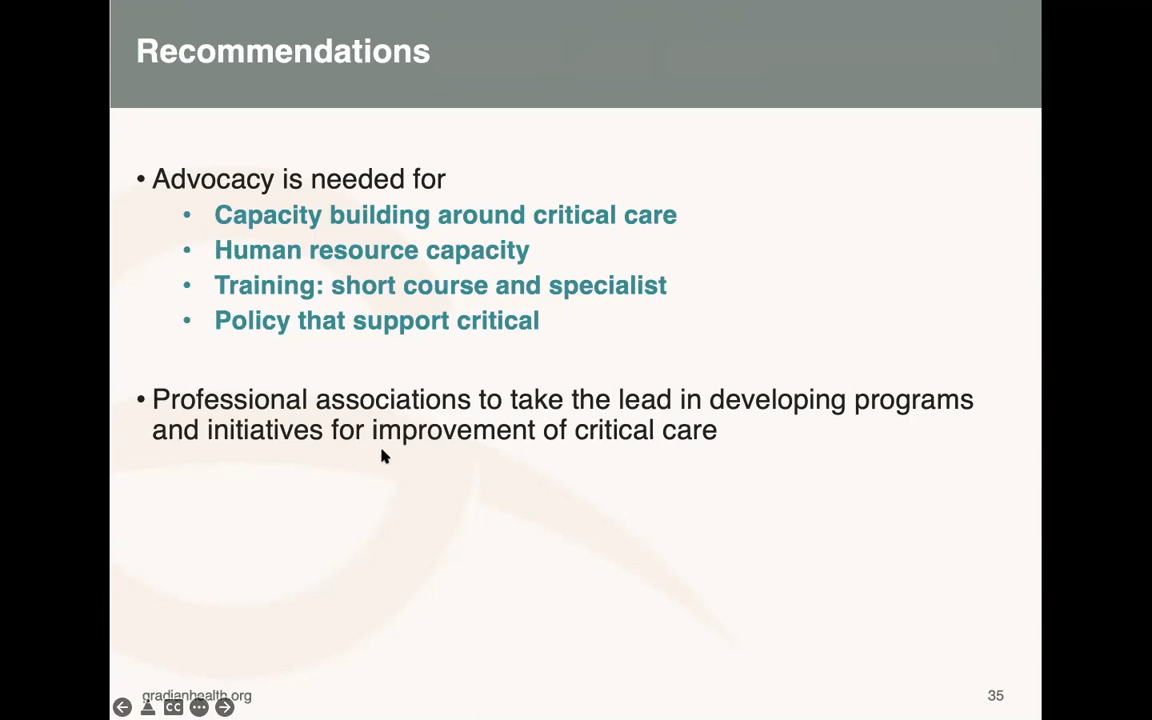 Recommendations
• Advocacy is needed for
• Capacity building around critical care
• Human resource capacity
• Training: short course and specialist
• Policy that support critical
• Professional associations to take the lead in developing programs
and initiatives for improvement of critical care
gradianhealth.org
35
CC